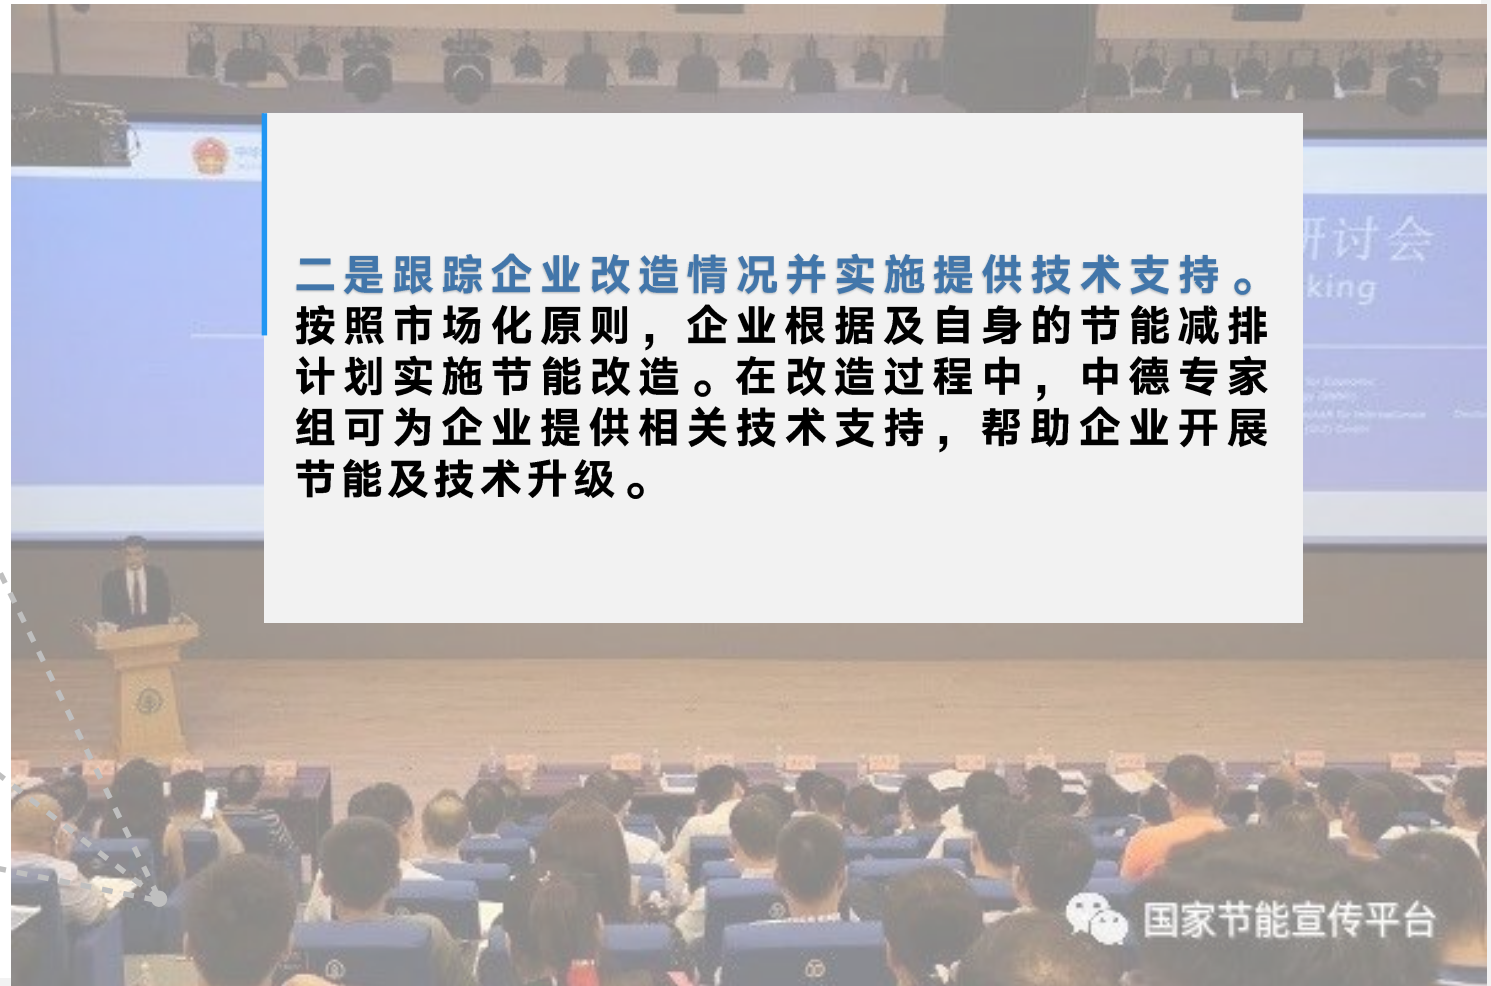 研讨会
king
二是跟踪企业改造情况并实施提供技术支持。
按照市场化原则，企业根据及自身的节能减排
计划实施节能改造。在改造过程中，中德专家
组可为企业提供相关技术支持，帮助企业开展
节能及技术升级。
国家节能宣传平台